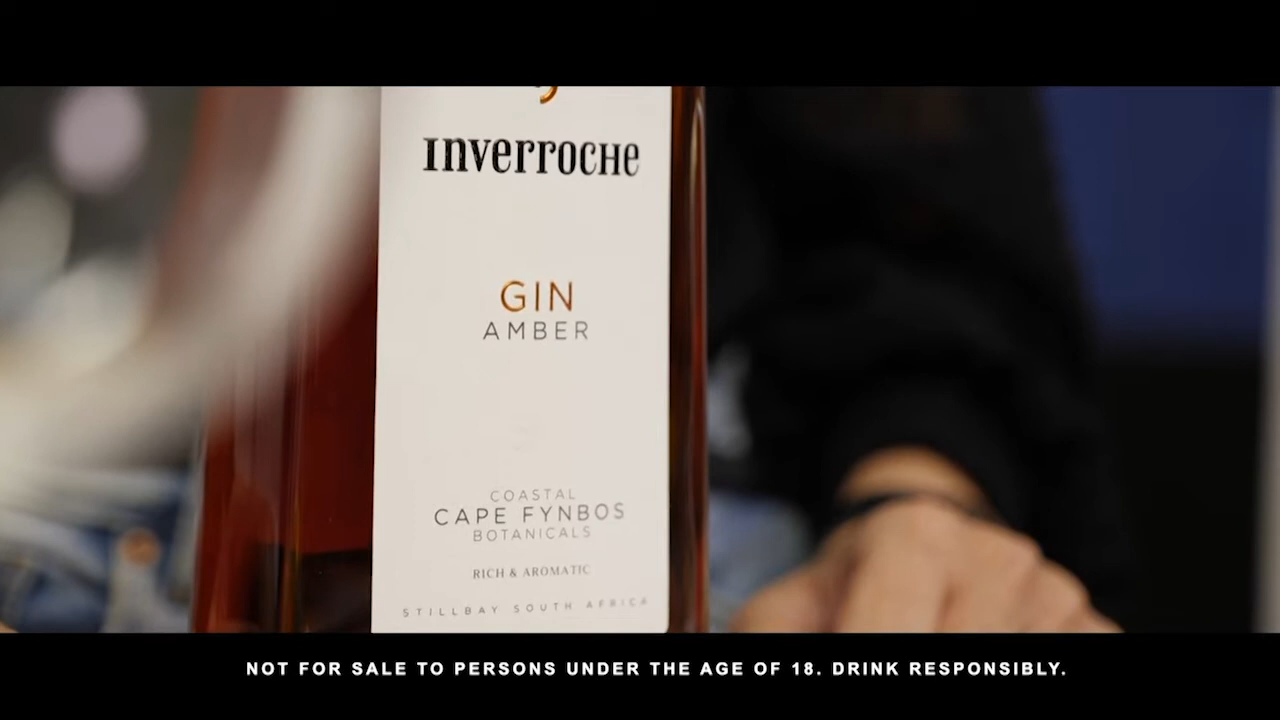 INVERROCHE
GIN
AMBER
COASTAL
CAPE FYNBOS
BOTANICALS
RICH & AROMATIC
STILLBAY SOUTH AFRICA
NOT FOR SALE TO PERSONS UNDER THE AGE OF 18. DRINK RESPONSIBLY.